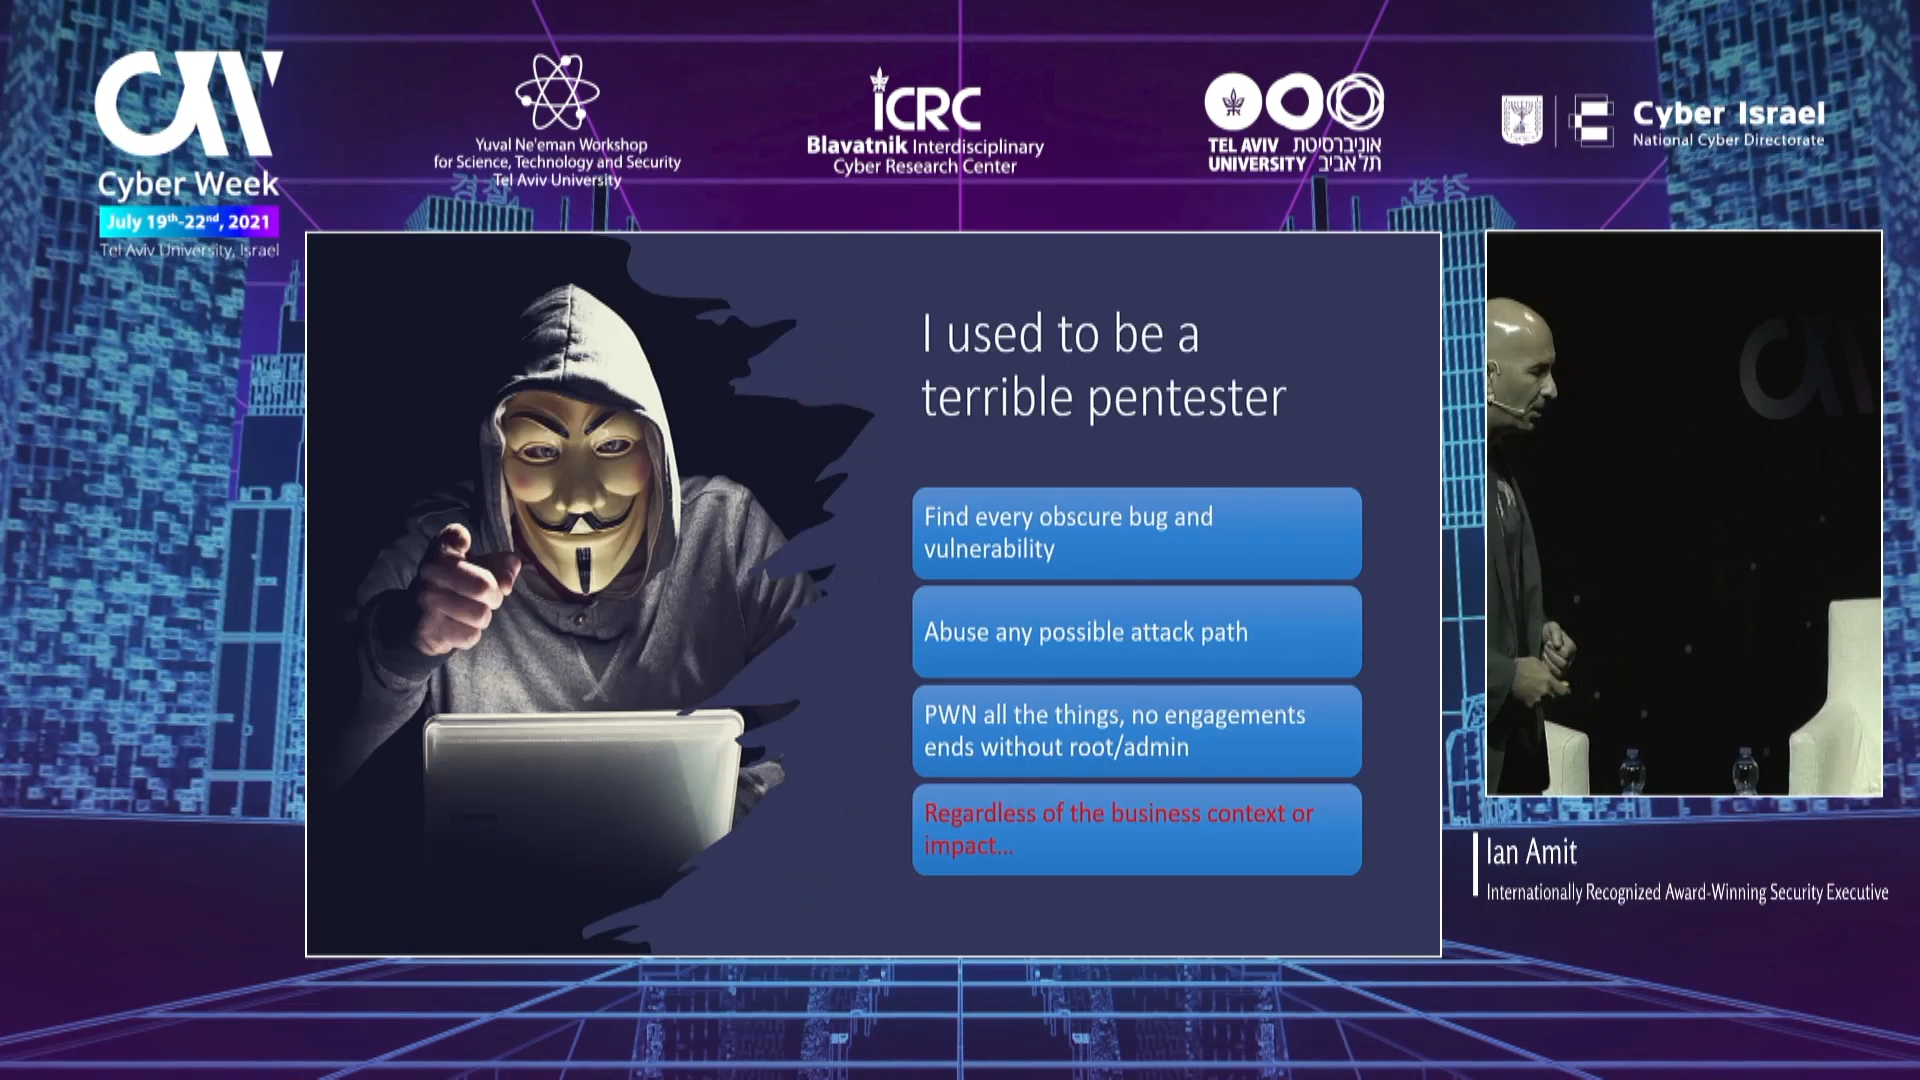 CW
Cyber Week
July 19th-22nd, 2021
Tel Aviv University, Israel
Yuval Ne'eman Workshop
for Science, Technology and Security
Tel Aviv University
ICRC
Blavatnik Interdisciplinary
Cyber Research Center
TEL AVIV אוניברסיטת
UNIVERSITY תל אביב
Cyber Israel
National Cyber Directorate
I used to be a
terrible pentester
Find every obscure bug and
vulnerability
Abuse any possible attack path
PWN all the things, no engagements
ends without root/admin
Regardless of the business context or
impact...
Ian Amit
Internationally Recognized Award-Winning Security Executive